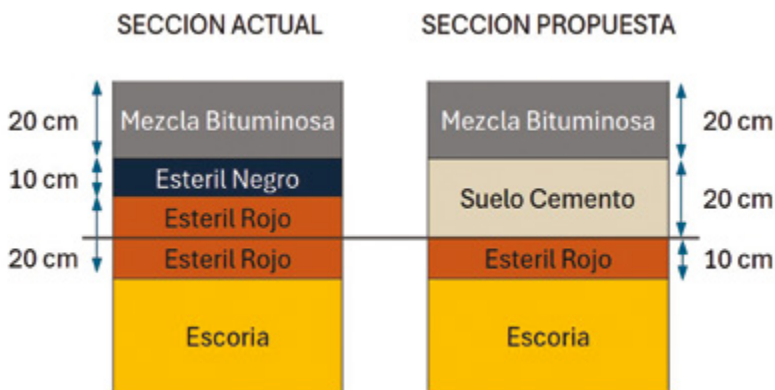 SECCION ACTUAL
SECCION PROPUESTA
20 cm
Mezcla Bituminosa
Mezcla Bituminosa
20 cm
10 cm
Esteril Negro
Suelo Cemento
20 cm
Esteril Rojo
20 cm
Esteril Rojo
Esteril Rojo
10 cm
Escoria
Escoria